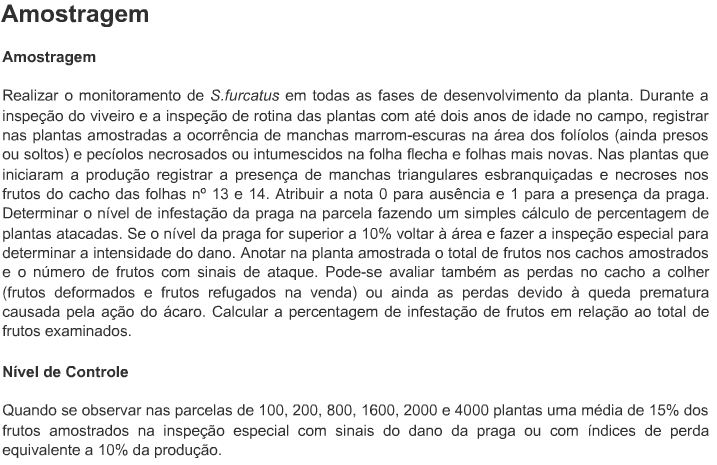 Amostragem
Amostragem
Realizar o monitoramento de S.furcatus em todas as fases de desenvolvimento da planta. Durante a
inspeção do viveiro e a inspeção de rotina das plantas com até dois anos de idade no campo, registrar
nas plantas amostradas a ocorrência de manchas marrom-escuras na área dos folíolos (ainda presos
ou soltos) e pecíolos necrosados ou intumescidos na folha flecha e folhas mais novas. Nas plantas que
iniciaram a produção registrar a presença de manchas triangulares esbranquiçadas e necroses nos
frutos do cacho das folhas nº 13 e 14. Atribuir a nota 0 para ausência e 1 para a presença da praga.
Determinar o nível de infestação da praga na parcela fazendo um simples cálculo de percentagem de
plantas atacadas. Se o nível da praga for superior a 10% voltar à área e fazer a inspeção especial para
determinar a intensidade do dano. Anotar na planta amostrada o total de frutos nos cachos amostrados
e o número de frutos com sinais de ataque. Pode-se avaliar também as perdas no cacho a colher
(frutos deformados e frutos refugados na venda) ou ainda as perdas devido à queda prematura
causada pela ação do ácaro. Calcular a percentagem de infestação de frutos em relação ao total de
frutos examinados.
Nível de Controle
Quando se observar nas parcelas de 100, 200, 800, 1600, 2000 e 4000 plantas uma média de 15% dos
frutos amostrados na inspeção especial com sinais do dano da praga ou com índices de perda
equivalente a 10% da produção.